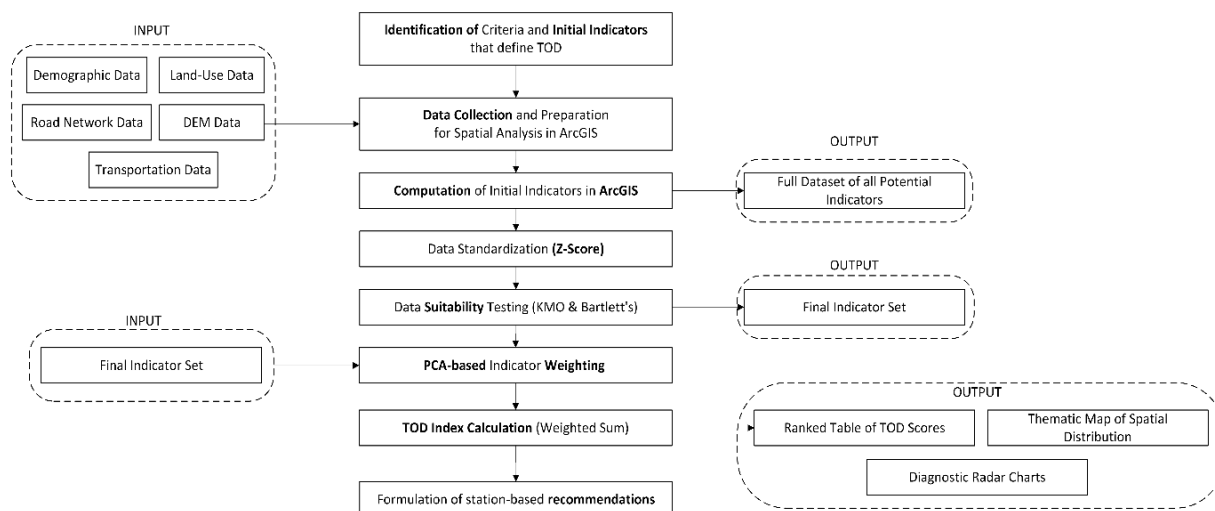 INPUT
Demographic Data
Land-Use Data
Road Network Data
DEM Data
Transportation Data
Identification of Criteria and Initial Indicators
that define TOD
Data Collection and Preparation
for Spatial Analysis in ArcGIS
Computation of Initial Indicators in ArcGIS
OUTPUT
Full Dataset of all Potential
Indicators
Data Standardization (Z-Score)
Data Suitability Testing (KMO & Bartlett's)
OUTPUT
Final Indicator Set
INPUT
Final Indicator Set
PCA-based Indicator Weighting
TOD Index Calculation (Weighted Sum)
OUTPUT
Ranked Table of TOD Scores
Thematic Map of Spatial
Distribution
Diagnostic Radar Charts
Formulation of station-based recommendations